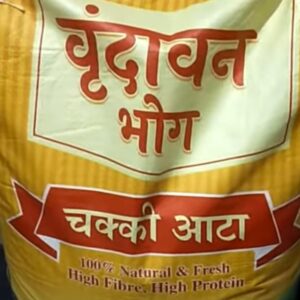 वृंदावन
भोग
चक्की आटा
100% Natural & Fresh
High Fibre, High Protein